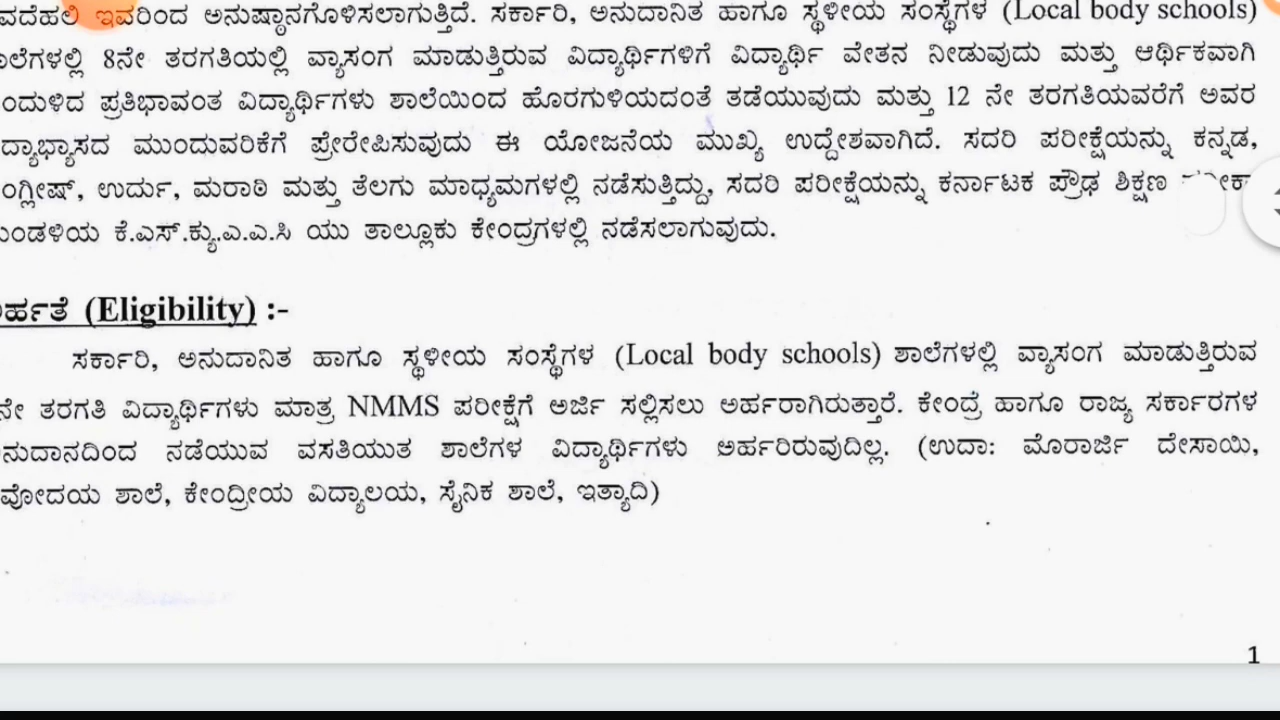 ವದೆಹಲಿ ಇವರಿಂದ ಅನುಷ್ಠಾನಗೊಳಿಸಲಾಗುತ್ತಿದೆ. ಸರ್ಕಾರಿ, ಅನುದಾನಿತ ಹಾಗೂ ಸ್ಥಳೀಯ ಸಂಸ್ಥೆಗಳ (Local body schools)
ಾಲೆಗಳಲ್ಲಿ 8ನೇ ತರಗತಿಯಲ್ಲಿ ವ್ಯಾಸಂಗ ಮಾಡುತ್ತಿರುವ ವಿದ್ಯಾರ್ಥಿಗಳಿಗೆ ವಿದ್ಯಾರ್ಥಿ ವೇತನ ನೀಡುವುದು ಮತ್ತು ಆರ್ಥಿಕವಾಗಿ
ಂದುಳಿದ ಪ್ರತಿಭಾವಂತ ವಿದ್ಯಾರ್ಥಿಗಳು ಶಾಲೆಯಿಂದ ಹೊರಗುಳಿಯದಂತೆ ತಡೆಯುವುದು ಮತ್ತು 12 ನೇ ತರಗತಿಯವರೆಗೆ ಅವರ
ದ್ಯಾಭ್ಯಾಸದ ಮುಂದುವರಿಕೆಗೆ ಪ್ರೇರೇಪಿಸುವುದು ಈ ಯೋಜನೆಯ ಮುಖ್ಯ ಉದ್ದೇಶವಾಗಿದೆ. ಸದರಿ ಪರೀಕ್ಷೆಯನ್ನು ಕನ್ನಡ,
ಂಗ್ಲೀಷ್, ಉರ್ದು, ಮರಾಠಿ ಮತ್ತು ತೆಲಗು ಮಾಧ್ಯಮಗಳಲ್ಲಿ ನಡೆಸುತ್ತಿದ್ದು, ಸದರಿ ಪರೀಕ್ಷೆಯನ್ನು ಕರ್ನಾಟಕ ಪ್ರೌಢ ಶಿಕ್ಷಣ
ಮಂಡಳಿಯ ಕೆ.ಎಸ್.ಕ್ಯು.ಎ.ಎ.ಸಿ ಯು ತಾಲ್ಲೂಕು ಕೇಂದ್ರಗಳಲ್ಲಿ ನಡೆಸಲಾಗುವುದು.
ರ್ಹತೆ (Eligibility) :-
ಸರ್ಕಾರಿ, ಅನುದಾನಿತ ಹಾಗೂ ಸ್ಥಳೀಯ ಸಂಸ್ಥೆಗಳ (Local body schools) ಶಾಲೆಗಳಲ್ಲಿ ವ್ಯಾಸಂಗ ಮಾಡುತ್ತಿರುವ
ನೇ ತರಗತಿ ವಿದ್ಯಾರ್ಥಿಗಳು ಮಾತ್ರ NMMS ಪರೀಕ್ಷೆಗೆ ಅರ್ಜಿ ಸಲ್ಲಿಸಲು ಅರ್ಹರಾಗಿರುತ್ತಾರೆ. ಕೇಂದ್ರ ಹಾಗೂ ರಾಜ್ಯ ಸರ್ಕಾರಗಳ
ನುದಾನದಿಂದ ನಡೆಯುವ ವಸತಿಯುತ ಶಾಲೆಗಳ ವಿದ್ಯಾರ್ಥಿಗಳು ಅರ್ಹರಿರುವುದಿಲ್ಲ. (ಉದಾ: ಮೊರಾರ್ಜಿ ದೇಸಾಯಿ,
ವೋದಯ ಶಾಲೆ, ಕೇಂದ್ರೀಯ ವಿದ್ಯಾಲಯ, ಸೈನಿಕ ಶಾಲೆ, ಇತ್ಯಾದಿ)
1